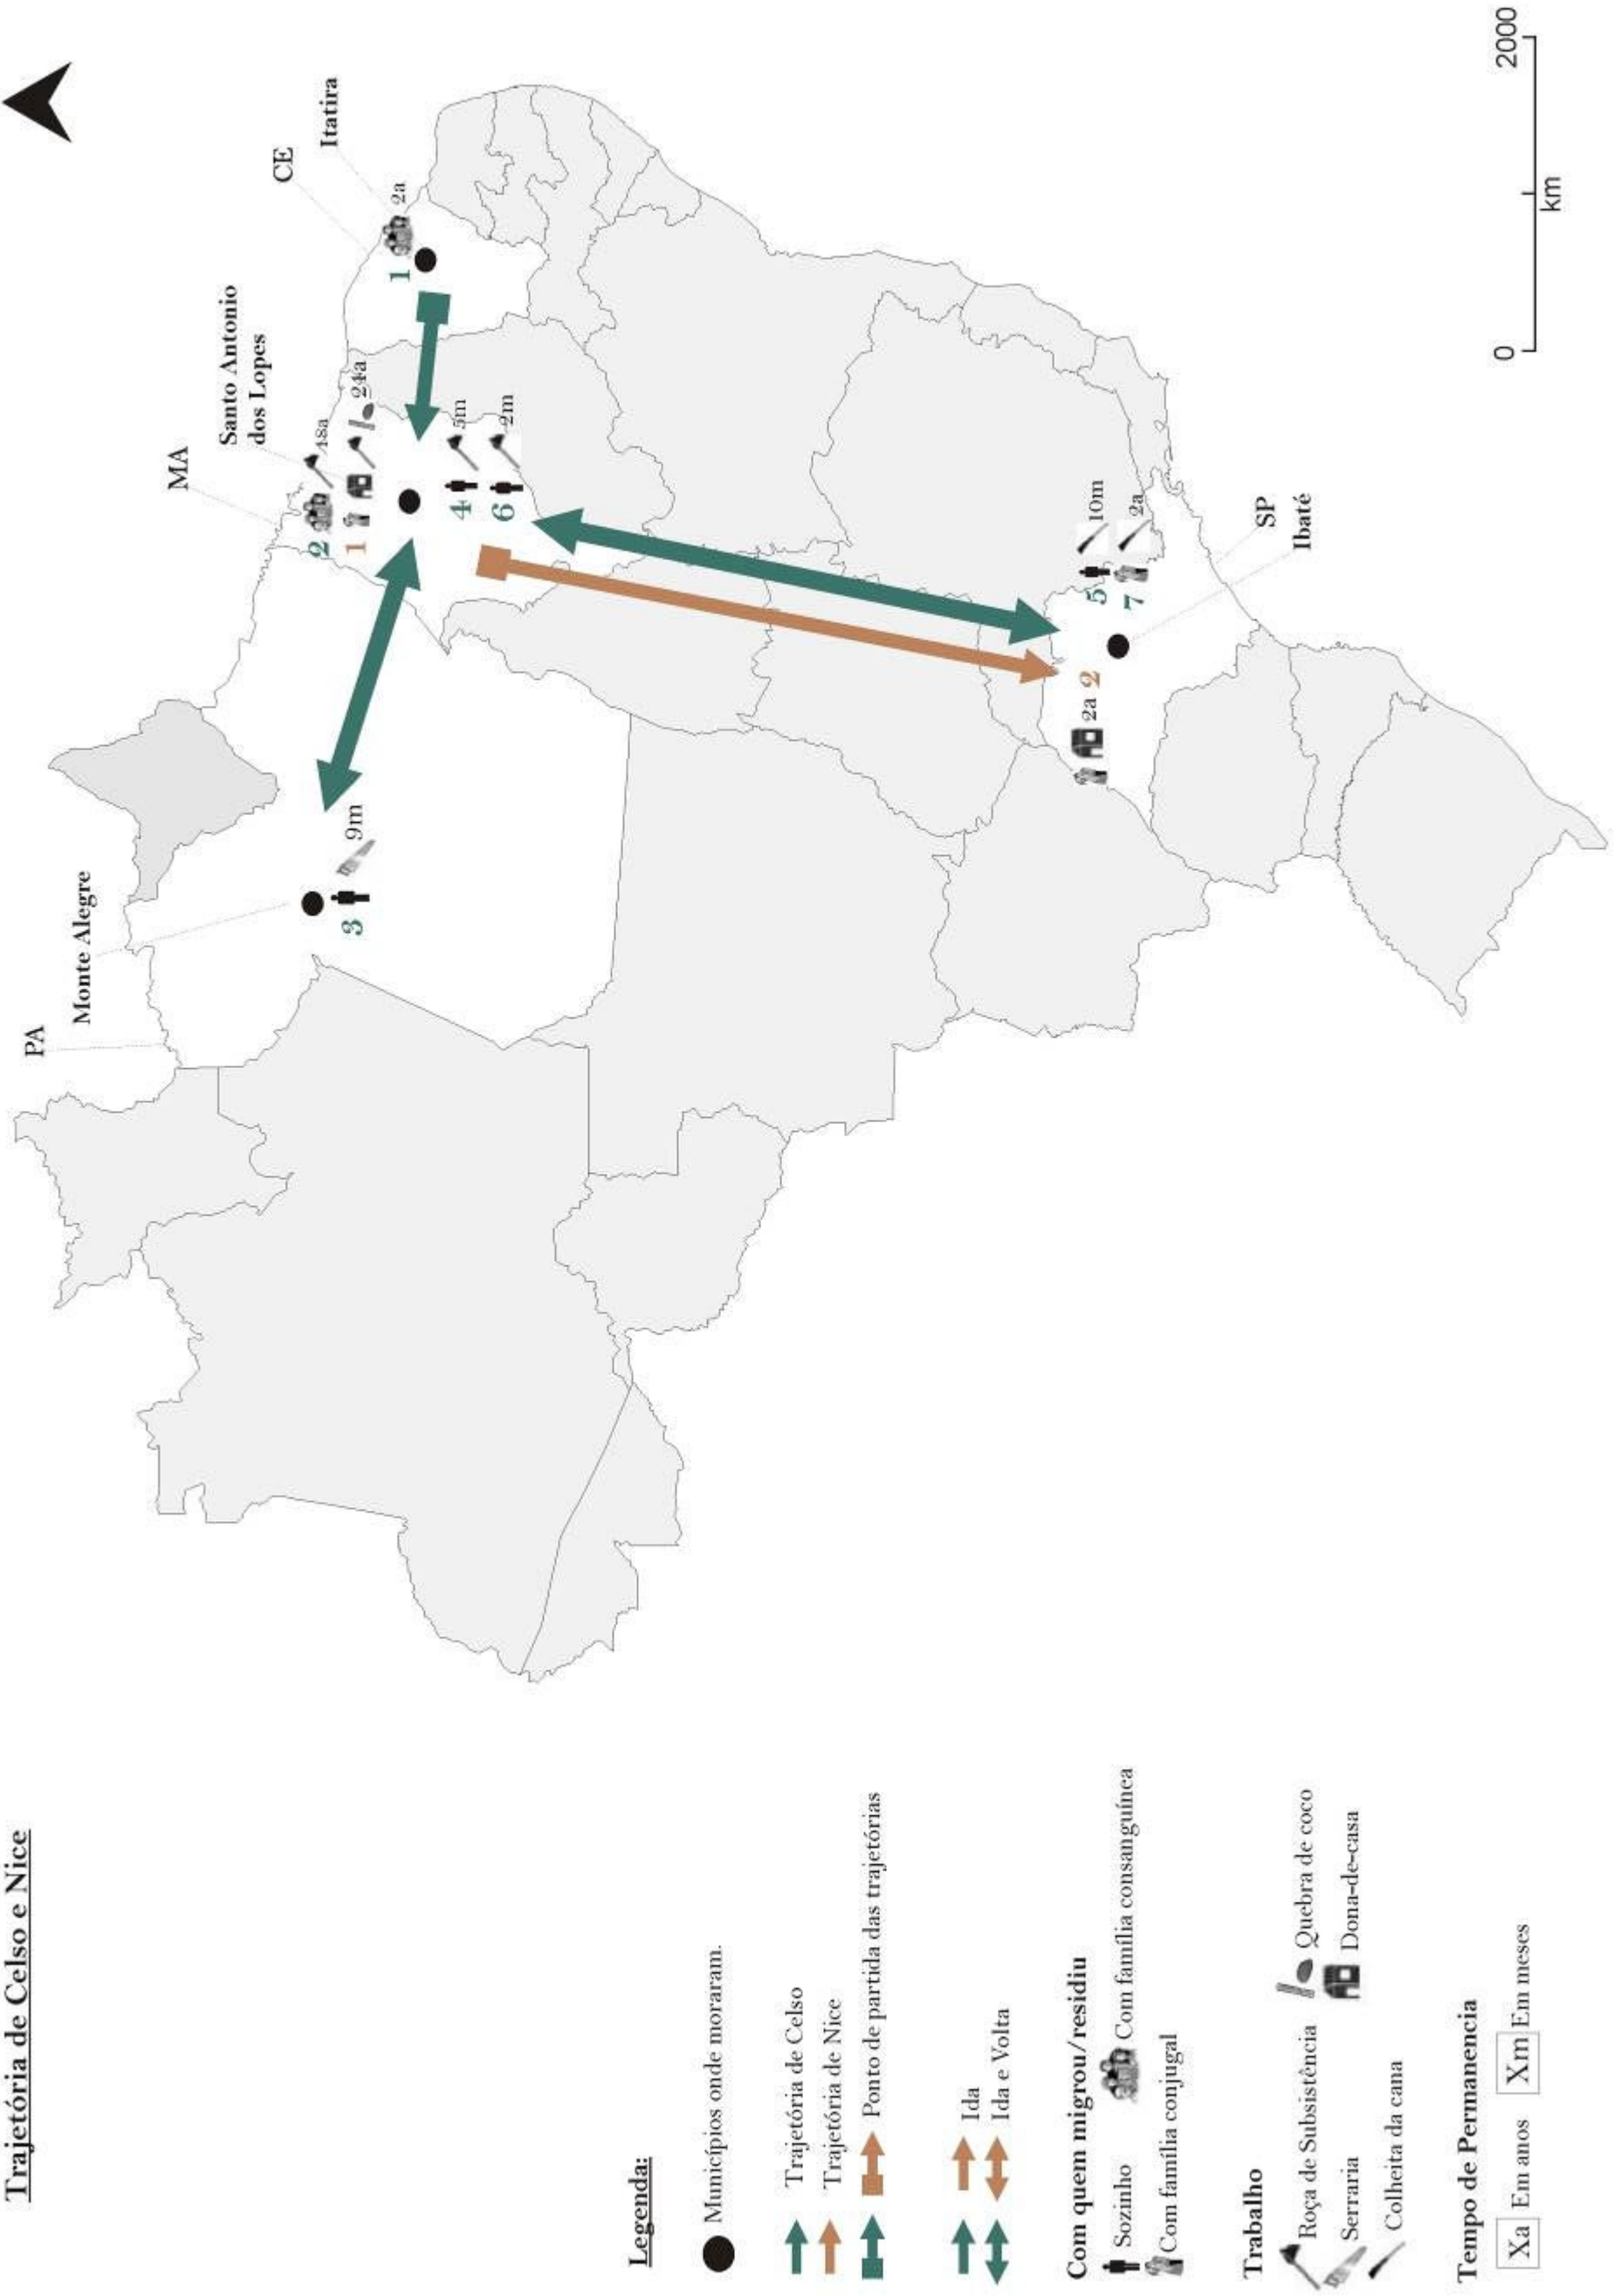 Trajetória de Celso e Nice
PA
Monte Alegre
3
9m
MA
Santo Antonio
dos Lopes
2
18a
1
24a
4
5m
6
2m
CE
Itatira
1
2a
5
10m
7
2a
2a 2
SP
Ibaté
0
2000
km
Legenda:
Municípios onde moraram.
Trajetória de Celso
Trajetória de Nice
Ponto de partida das trajetórias
Ida
Ida e Volta
Com quem migrou/residiu
Sozinho
Com família consanguínea
Com família conjugal
Trabalho
Roça de Subsistência
Quebra de coco
Serraria
Dona-de-casa
Colheita da cana
Tempo de Permanencia
Xa Em anos
Xm Em meses